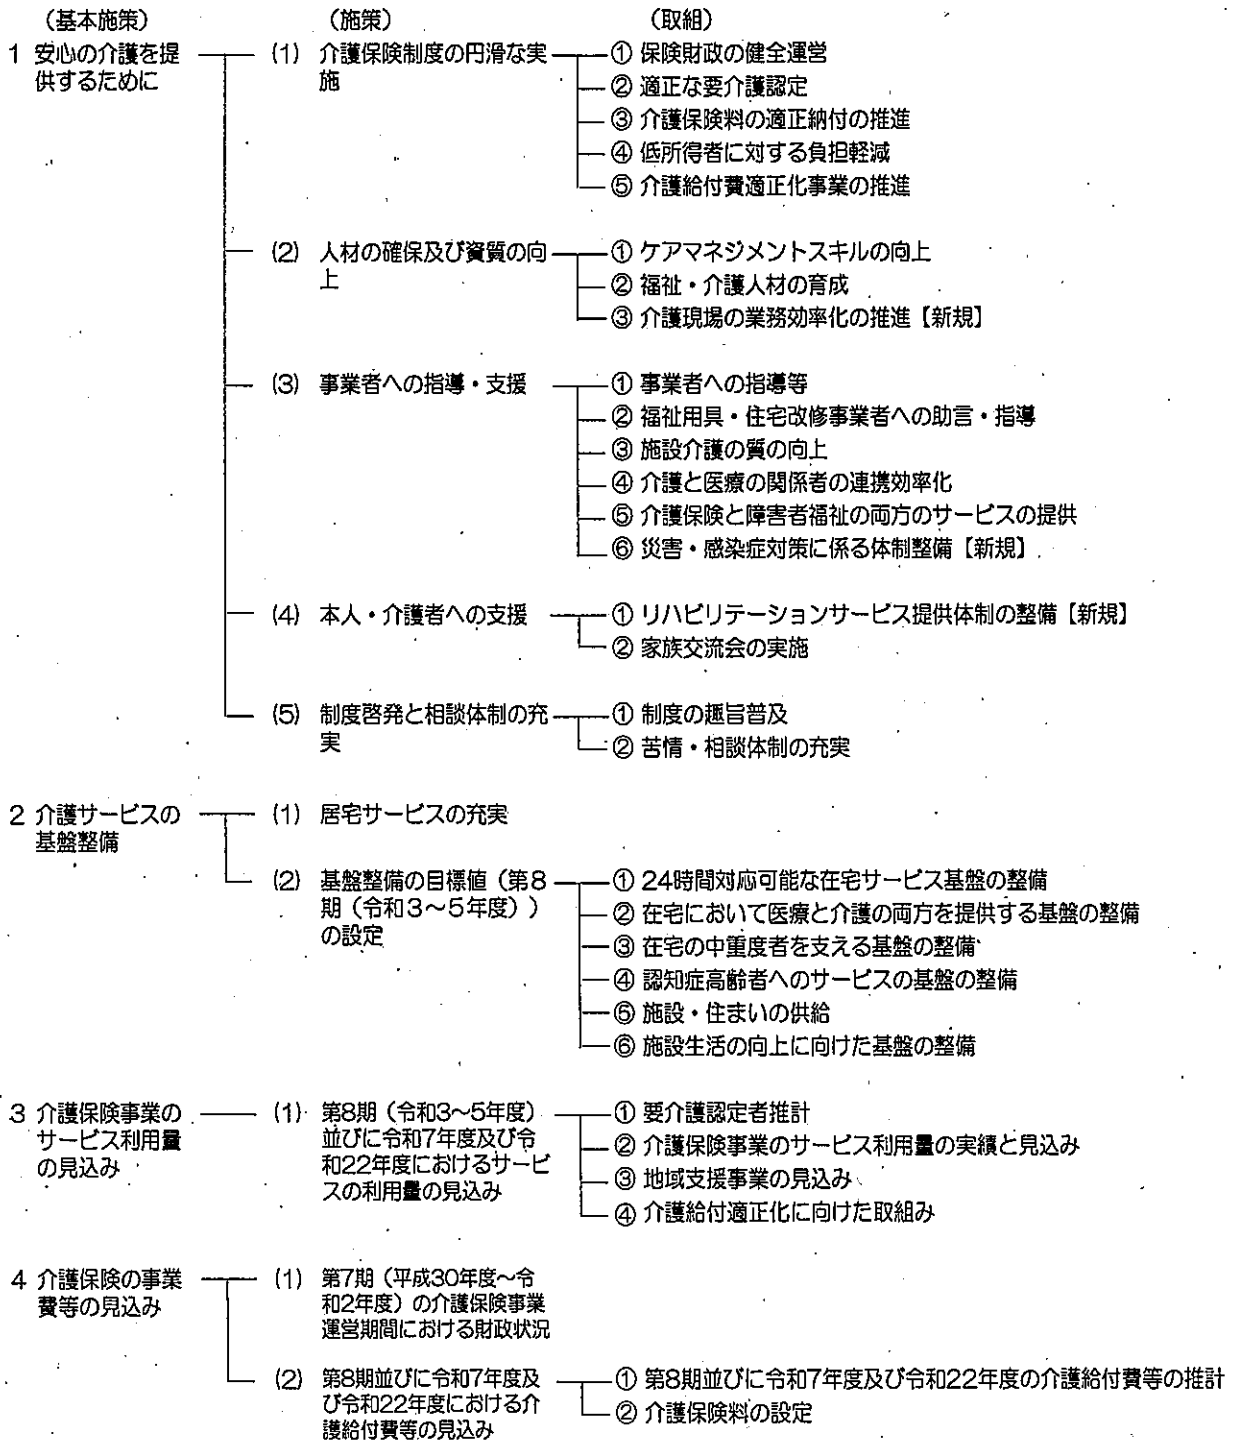 （基本施策） （施策） （取組）
1 安心の介護を提 (1) 介護保険制度の円滑な実 ① 保険財政の健全運営
供するために 施 ② 適正な要介護認定
③ 介護保険料の適正納付の推進
④ 低所得者に対する負担軽減
⑤ 介護給付費適正化事業の推進
(2) 人材の確保及び資質の向 ① ケアマネジメントスキルの向上
上 ② 福祉・介護人材の育成
③ 介護現場の業務効率化の推進【新規】
(3) 事業者への指導・支援 ① 事業者への指導等
② 福祉用具・住宅改修事業者への助言・指導
③ 施設介護の質の向上
④ 介護と医療の関係者の連携効率化
⑤ 介護保険と障害者福祉の両方のサービスの提供
⑥ 災害・感染症対策に係る体制整備【新規】
(4) 本人・介護者への支援 ① リハビリテーションサービス提供体制の整備【新規】
② 家族交流会の実施
(5) 制度啓発と相談体制の充 ① 制度の趣旨普及
実 ② 苦情・相談体制の充実
2 介護サービスの (1) 居宅サービスの充実
基盤整備
(2) 基盤整備の目標値（第8 ① 24時間対応可能な在宅サービス基盤の整備
期（令和3～5年度）） ② 在宅において医療と介護の両方を提供する基盤の整備
の設定 ③ 在宅の中重度者を支える基盤の整備
④ 認知症高齢者へのサービスの基盤の整備
⑤ 施設・住まいの供給
⑥ 施設生活の向上に向けた基盤の整備
3 介護保険事業の (1) 第8期（令和3～5年度） ① 要介護認定者推計
サービス利用量 並びに令和7年度及び令 ② 介護保険事業のサービス利用量の実績と見込み
の見込み 和22年度におけるサービ ③ 地域支援事業の見込み
スの利用量の見込み ④ 介護給付適正化に向けた取組み
4 介護保険の事業 (1) 第7期（平成30年度～令
費等の見込み 和2年度）の介護保険事業
運営期間における財政状況
(2) 第8期並びに令和7年度及 ① 第8期並びに令和7年度及び令和22年度の介護給付費等の推計
び令和22年度における介 ② 介護保険料の設定
護給付費等の見込み